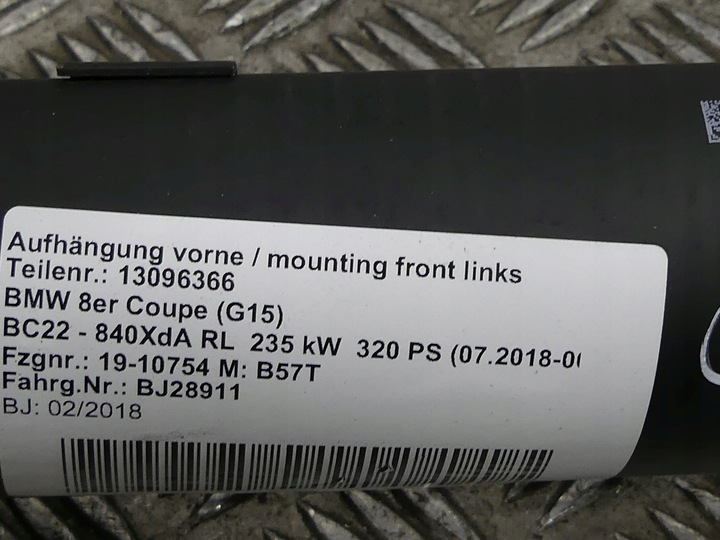 Aufhängung vorne / mounting front links
Teilenr.: 13096366
BMW 8er Coupe (G15)
BC22 - 840XdA RL 235 kW 320 PS (07.2018-0
Fzgnr.: 19-10754 M: B57T
Fahrg.Nr.: BJ28911
BJ: 02/2018